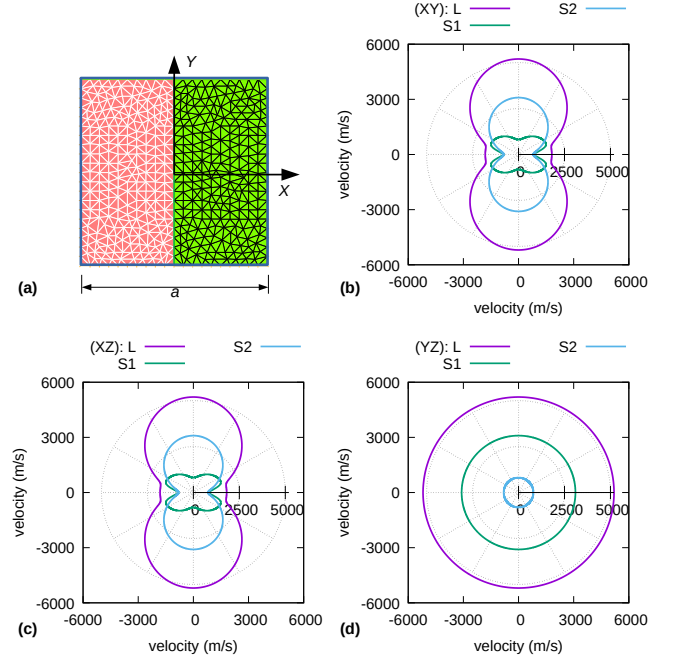 Y
X
(a)
a
(XY): L
S2
S1
6000
3000
0
-3000
-6000
velocity (m/s)
0 2500 5000
-6000 -3000 0 3000 6000
velocity (m/s)
(b)
(XZ): L
S2
S1
6000
3000
0
-3000
-6000
velocity (m/s)
0 2500 5000
-6000 -3000 0 3000 6000
velocity (m/s)
(c)
(YZ): L
S2
S1
6000
3000
0
-3000
-6000
velocity (m/s)
0 2500 5000
-6000 -3000 0 3000 6000
velocity (m/s)
(d)